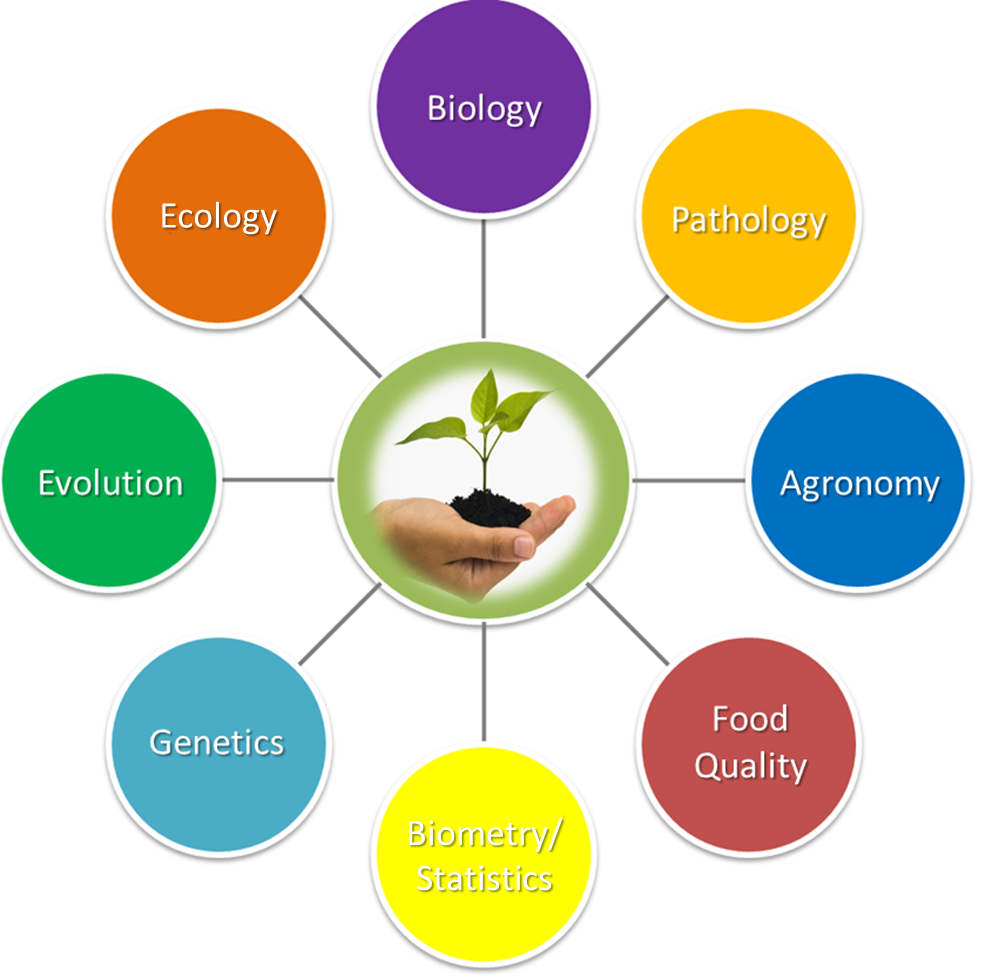 Biology
Ecology
Pathology
Evolution
Agronomy
Genetics
Food
Quality
Biometry/
Statistics